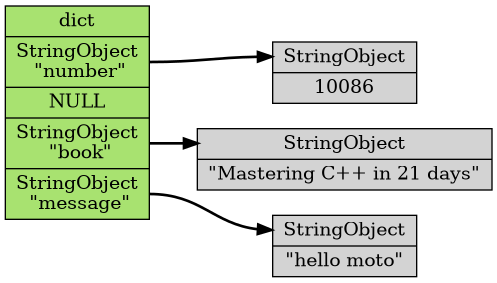 dict
StringObject
"number"
NULL
StringObject
"book"
StringObject
"message"
StringObject
10086
StringObject
"Mastering C++ in 21 days"
StringObject
"hello moto"